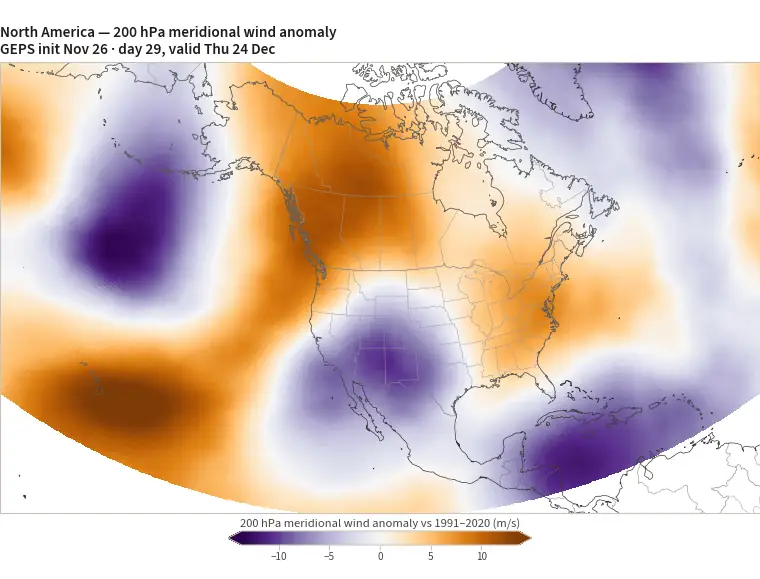 North America — 200 hPa meridional wind anomaly
GEPS init Nov 26 · day 29, valid Thu 24 Dec
200 hPa meridional wind anomaly vs 1991–2020 (m/s)
−10 −5 0 5 10